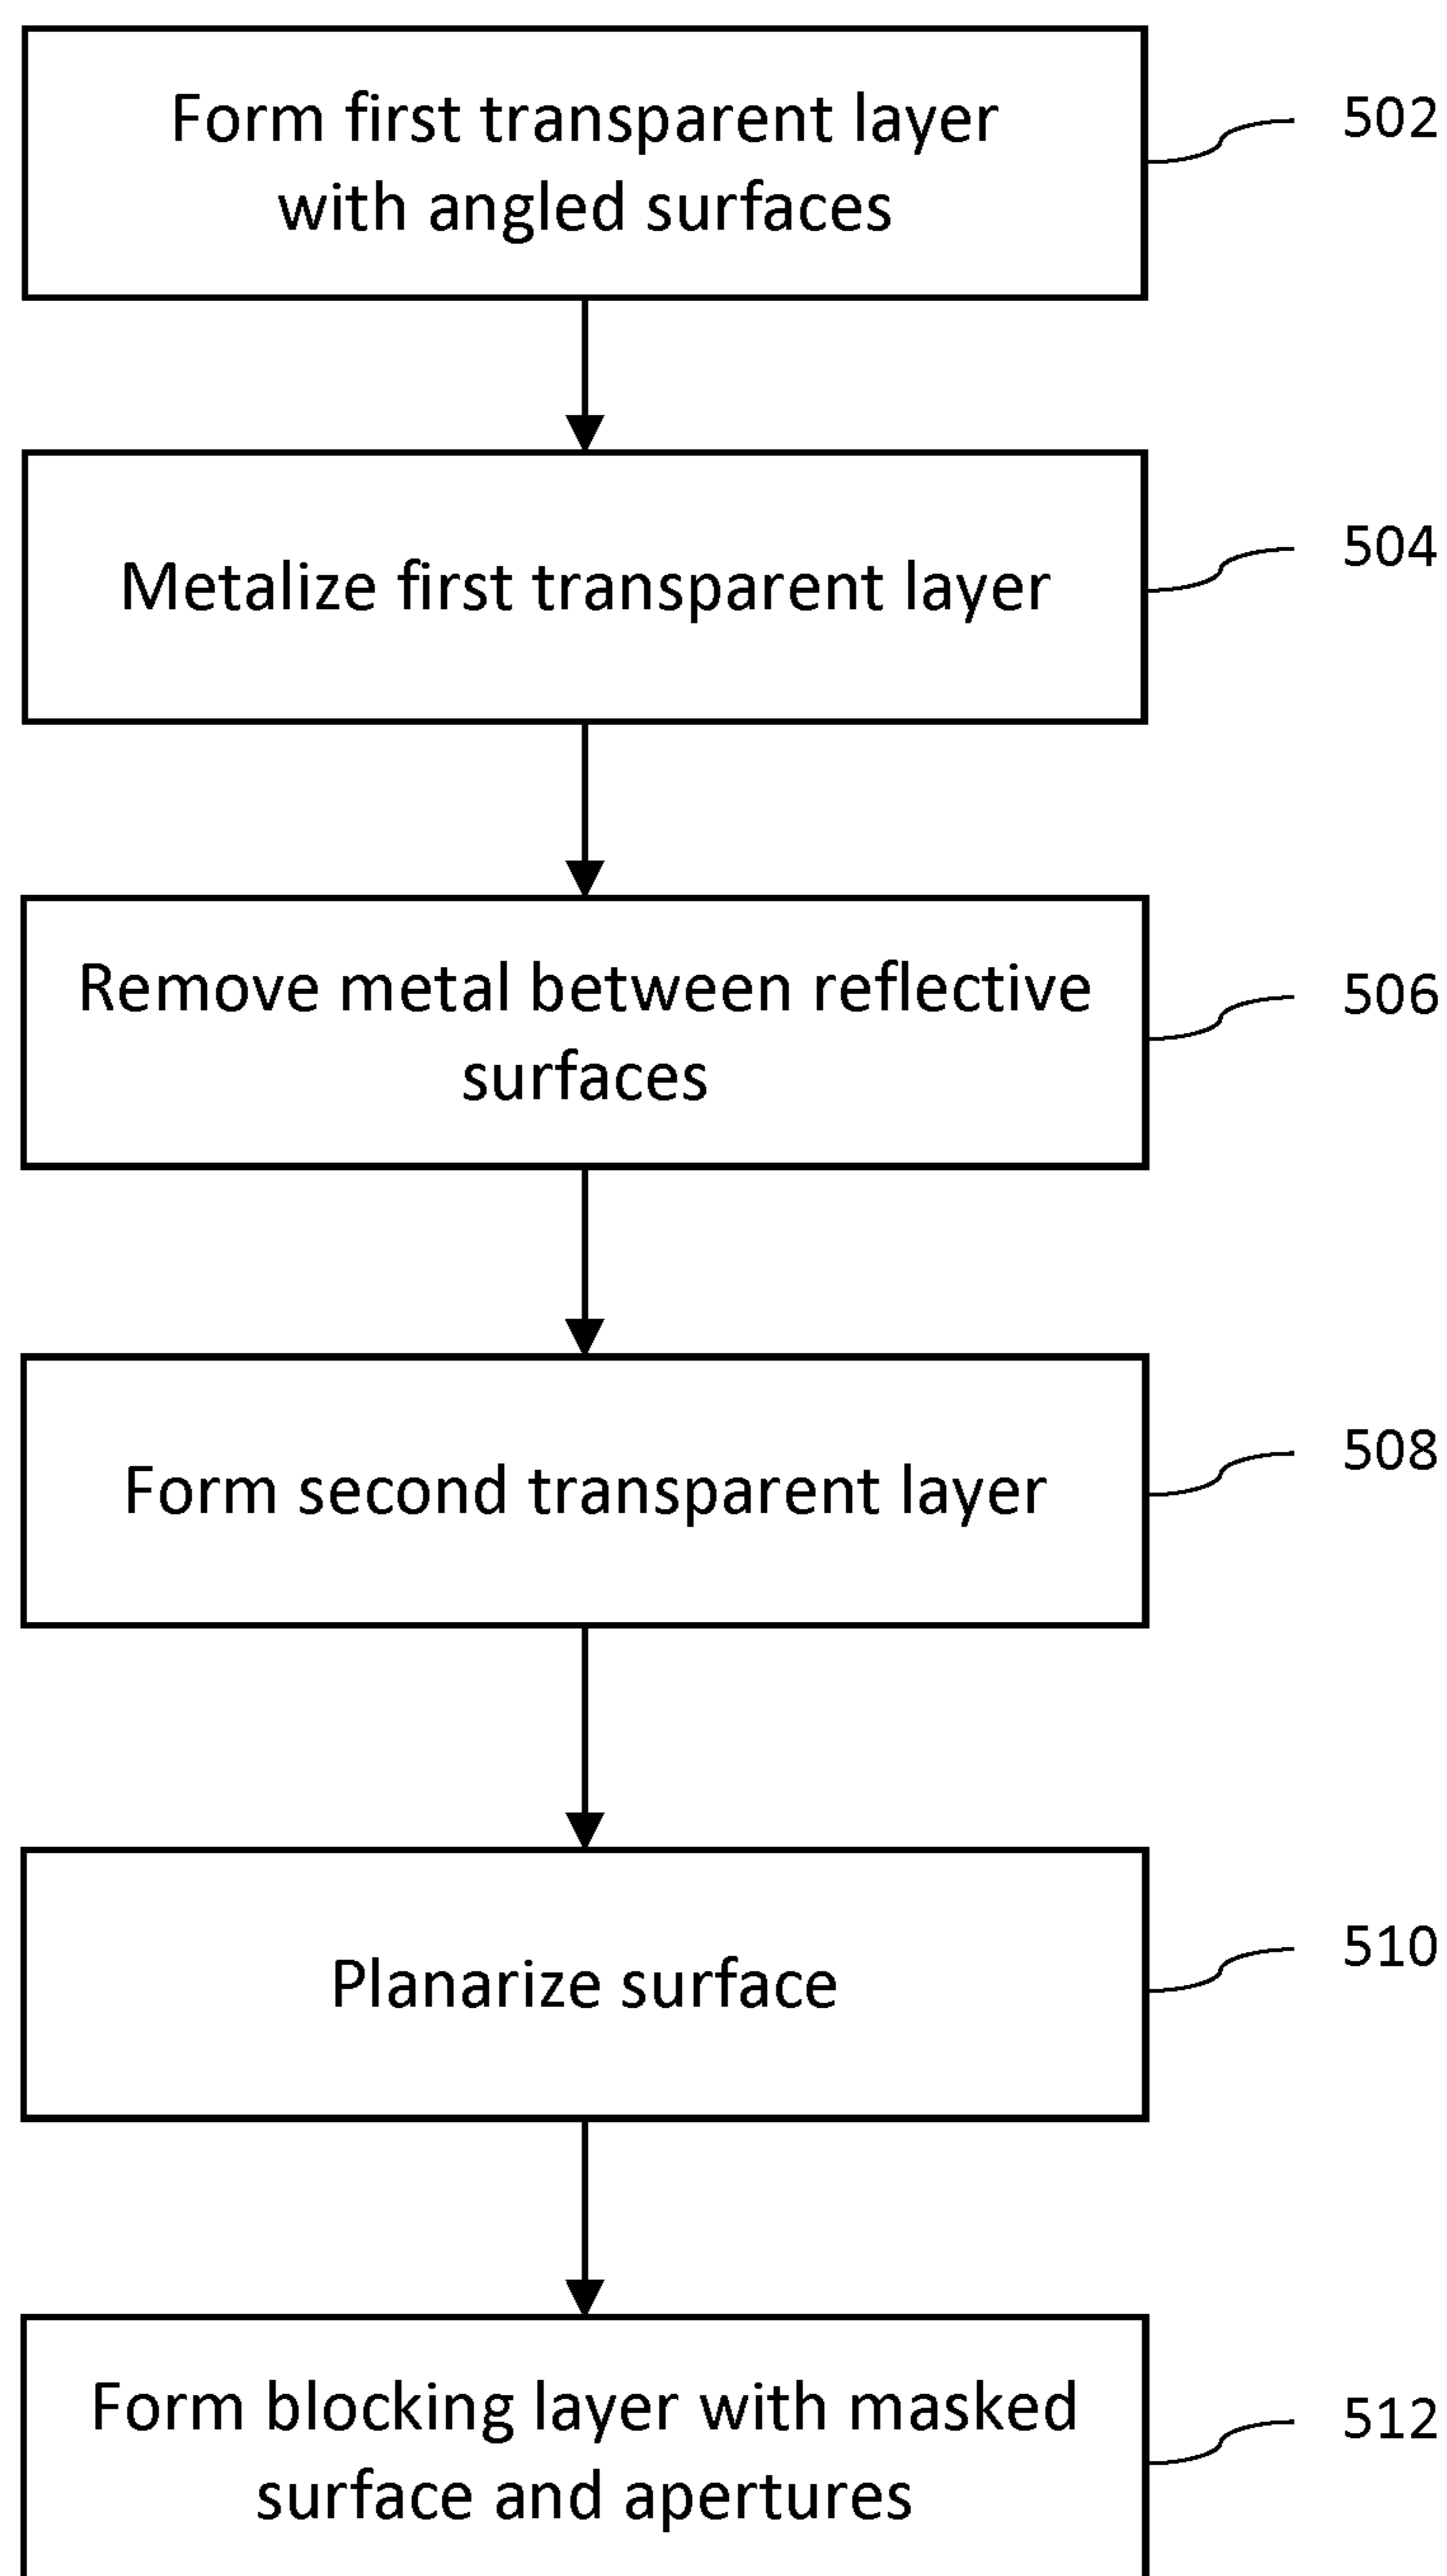 Form first transparent layer
with angled surfaces
502
Metalize first transparent layer
504
Remove metal between reflective
surfaces
506
Form second transparent layer
508
Planarize surface
510
Form blocking layer with masked
surface and apertures
512